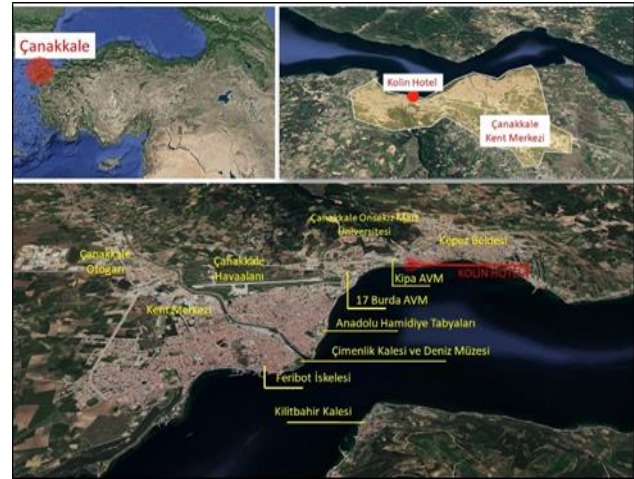 Çanakkale
Kolin Hotel
Çanakkale
Kent Merkezi
Çanakkale Onsekiz Mart
Üniversitesi
Kepez Beldesi
Çanakkale
Otogarı
Çanakkale
Havaalanı
KOLİN HOTEL
Kipa AVM
17 Burda AVM
Kent Merkezi
Anadolu Hamidiye Tabyaları
Çimenlik Kalesi ve Deniz Müzesi
Feribot İskelesi
Kilitbahir Kalesi